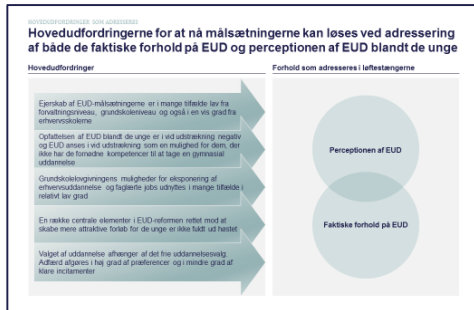 HOVEDUDFORDRINGER SOM ADRESSERES
Hovedudfordringerne for at nå målsætningerne kan løses ved adressering
af både de faktiske forhold på EUD og perceptionen af EUD blandt de unge
Hovedudfordringer
Ejerskab af EUD-målsætningerne er i mange tilfælde lav fra
forvaltningsniveau, grundskoleniveau og også i en vis grad fra
erhvervsskolerne
Opfattelsen af EUD blandt de unge er i vid udstrækning negativ
og EUD anses i vid udstrækning som en mulighed for dem, der
ikke har de fornødne kompetencer til at tage en gymnasial
uddannelse
Grundskolelovgivningens muligheder for eksponering af
erhvervsuddannelse og faglærte jobs udnyttes i mange tilfælde i
relativt lav grad
En række centrale elementer i EUD-reformen rettet mod at
skabe mere attraktive forløb for de unge er ikke fuldt ud høstet
Valget af uddannelse afhænger af det frie uddannelsesvalg.
Adfærd afgøres i høj grad af præferencer og i mindre grad af
klare incitamenter
Forhold som adresseres i løftestængerne
Perceptionen af EUD
Faktiske forhold på EUD